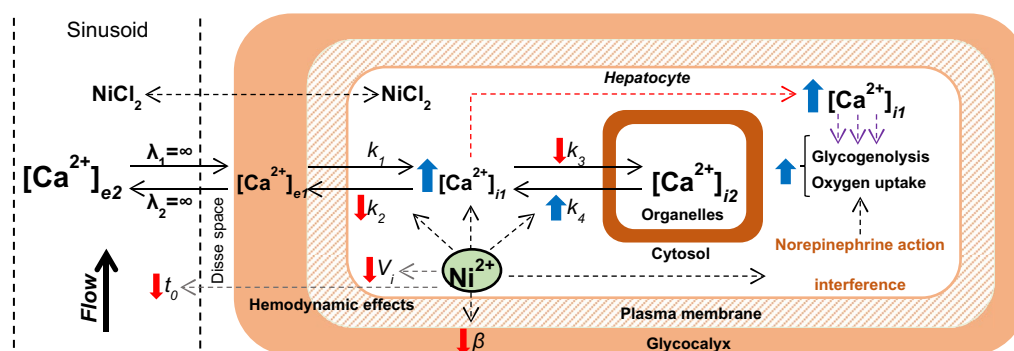 Sinusoid
Hepatocyte
NiCl2
NiCl2
[Ca2+]i1
λ1=∞
k1
k3
Glycogenolysis
[Ca2+]e2
[Ca2+]e1
[Ca2+]i1
[Ca2+]i2
Oxygen uptake
λ2=∞
k2
k4
Organelles
Disse space
Cytosol
Norepinephrine action
Flow
t0
Vi
Ni2+
interference
Hemodynamic effects
Plasma membrane
β
Glycocalyx